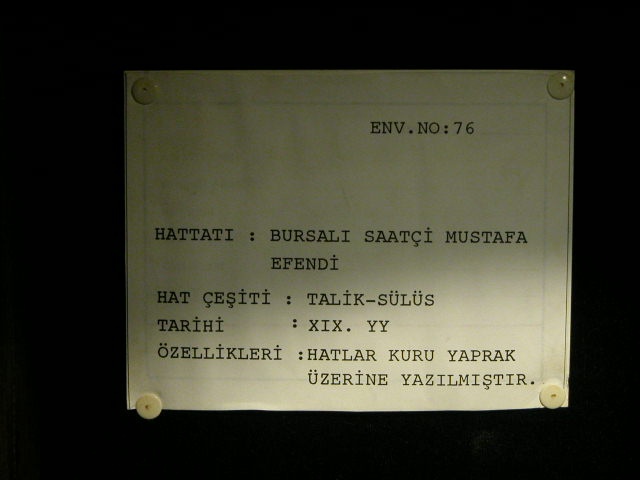 ENV.NO:76
HATTATI : BURSALI SAATÇİ MUSTAFA
EFENDİ
HAT ÇEŞİTİ : TALİK-SÜLÜS
TARİHİ : XIX. YY
ÖZELLİKLERİ :HATLAR KURU YAPRAK
ÜZERİNE YAZILMIŞTIR.